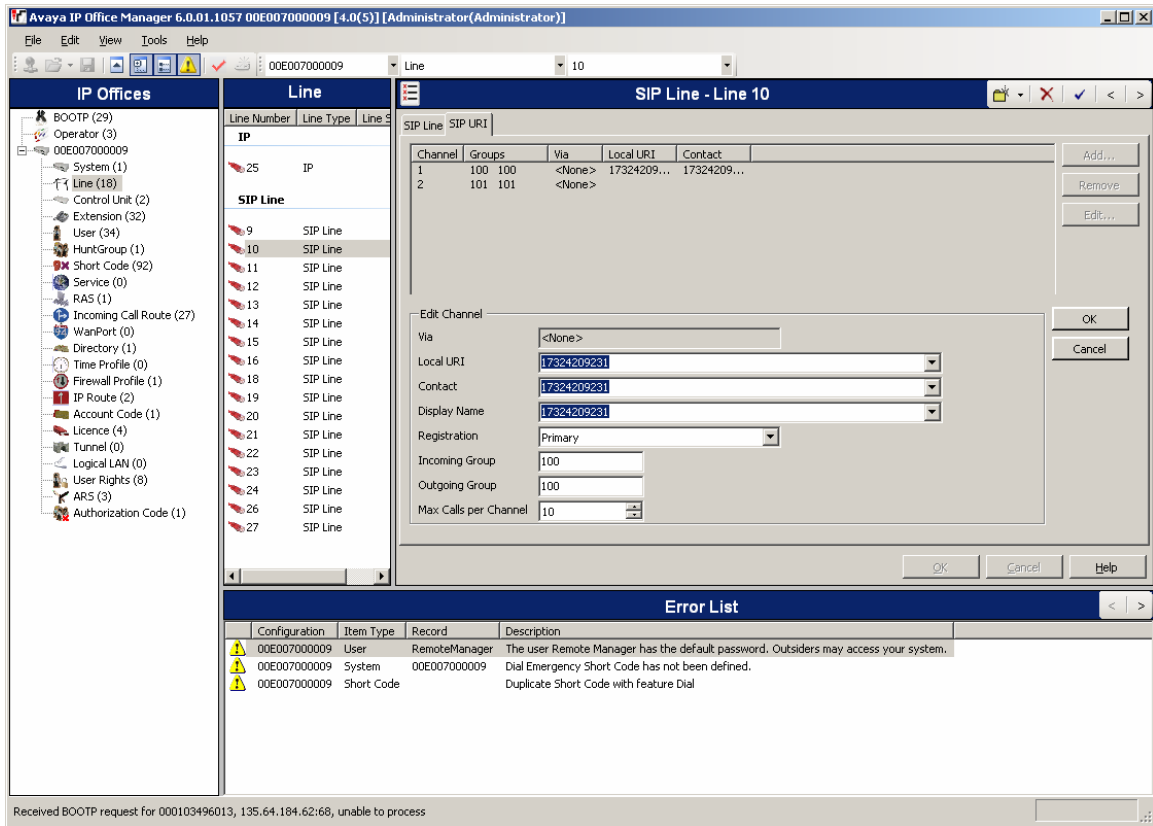 Avaya IP Office Manager 6.0.01.1057 00E007000009 [4.0(5)] [Administrator(Administrator)]
File Edit View Tools Help
00E007000009 Line 10
IP Offices
BOOTP (29)
Operator (3)
00E007000009
System (1)
Line (18)
Control Unit (2)
Extension (32)
User (34)
HuntGroup (1)
Short Code (92)
Service (0)
RAS (1)
Incoming Call Route (27)
WanPort (0)
Directory (1)
Time Profile (0)
Firewall Profile (1)
IP Route (2)
Account Code (1)
Licence (4)
Tunnel (0)
Logical LAN (0)
User Rights (8)
ARS (3)
Authorization Code (1)
Line
Line Number Line Type Line S
IP
25 IP
SIP Line
9 SIP Line
10 SIP Line
11 SIP Line
12 SIP Line
13 SIP Line
14 SIP Line
15 SIP Line
16 SIP Line
18 SIP Line
19 SIP Line
20 SIP Line
21 SIP Line
22 SIP Line
23 SIP Line
24 SIP Line
26 SIP Line
27 SIP Line
SIP Line - Line 10
SIP Line SIP URI
Channel Groups Via Local URI Contact
1 100 100 <None> 17324209... 17324209...
2 101 101 <None>
Add...
Remove
Edit...
Edit Channel
Via <None>
Local URI 17324209231
Contact 17324209231
Display Name 17324209231
Registration Primary
Incoming Group 100
Outgoing Group 100
Max Calls per Channel 10
OK
Cancel
OK Cancel Help
Error List
Configuration Item Type Record Description
00E007000009 User RemoteManager The user Remote Manager has the default password. Outsiders may access your system.
00E007000009 System 00E007000009 Dial Emergency Short Code has not been defined.
00E007000009 Short Code Duplicate Short Code with feature Dial
Received BOOTP request for 000103496013, 135.64.184.62:68, unable to process